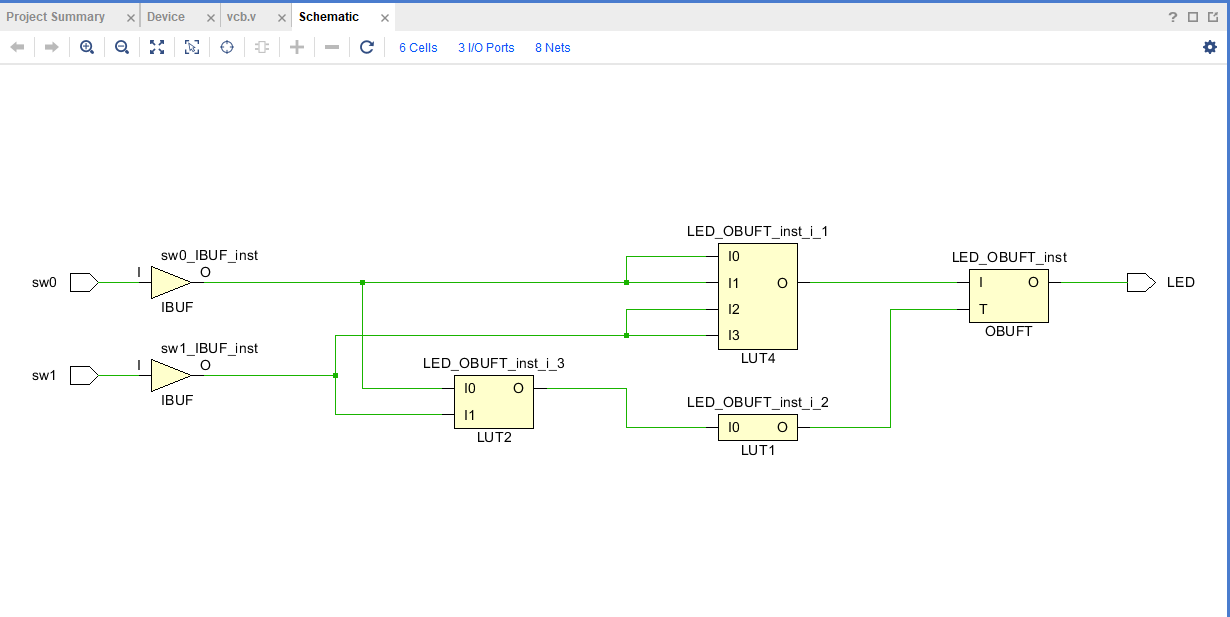 Project Summary × Device × vcb.v × Schematic × ?
6 Cells 3 I/O Ports 8 Nets
LED_OBUFT_inst_i_1
sw0_IBUF_inst
LED_OBUFT_inst
I0
I O
sw0
I1 O
I O
LED
IBUF
I2
T
OBUFT
I3
sw1_IBUF_inst
LUT4
I O
LED_OBUFT_inst_i_3
sw1
I0 O
IBUF
LED_OBUFT_inst_i_2
I1
I0 O
LUT2
LUT1